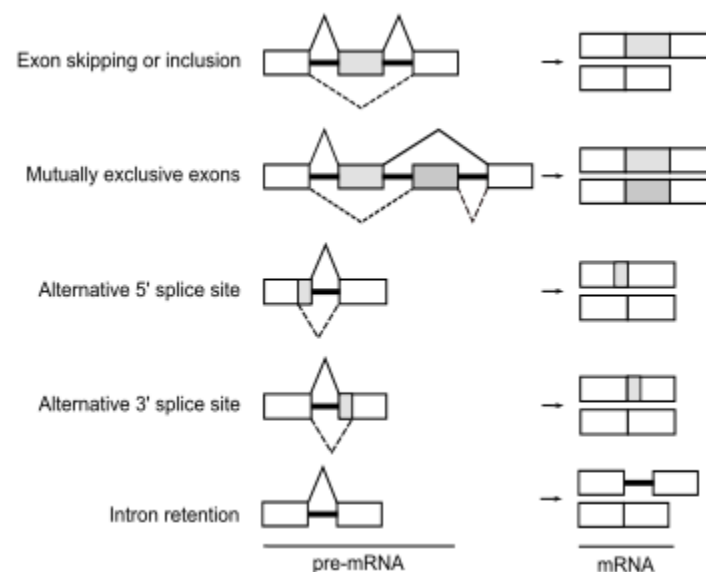 Exon skipping or inclusion
Mutually exclusive exons
Alternative 5' splice site
Alternative 3' splice site
Intron retention
pre-mRNA
mRNA